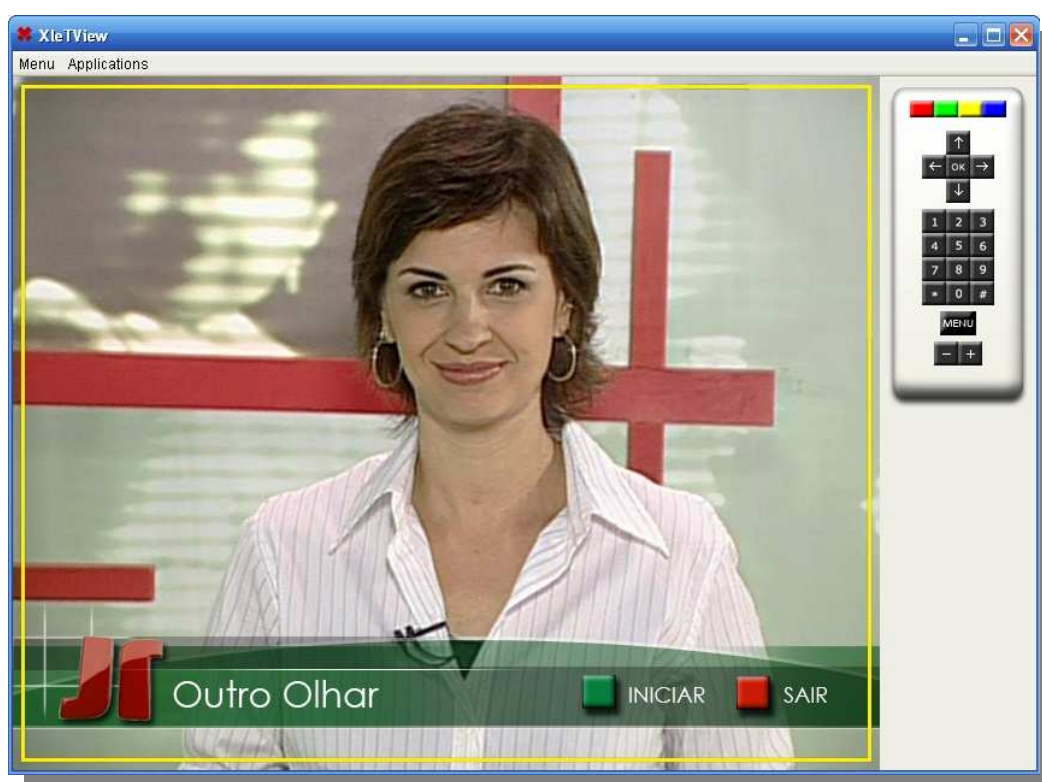 XleTView
Menu Applications
↑
← OK →
↓
1 2 3
4 5 6
7 8 9
* 0 #
MENU
- +
JR
Outro Olhar INICIAR SAIR